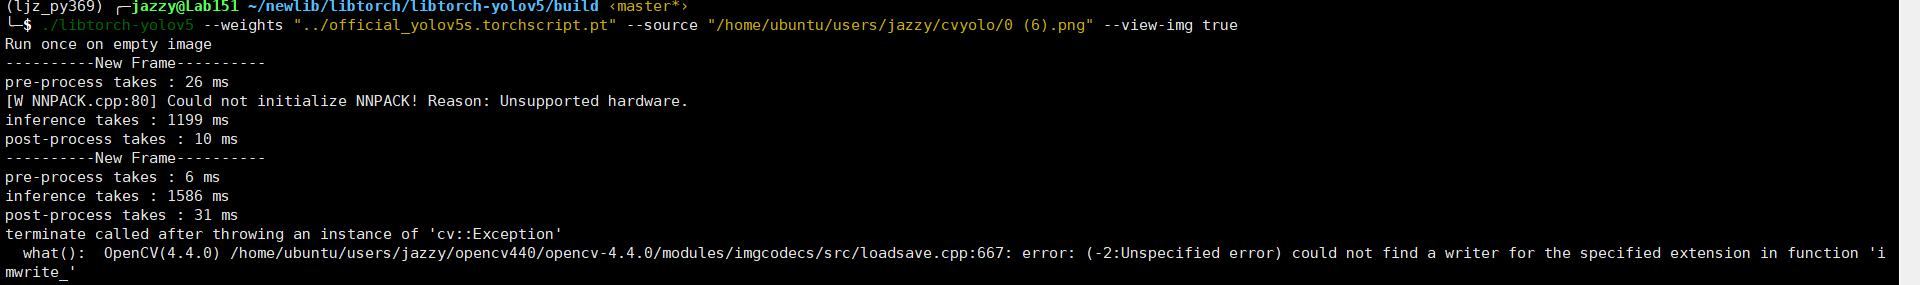 (ljz_py369) ╭─jazzy@Lab151 ~/newlib/libtorch/libtorch-yolov5/build ‹master*›
╰─$ ./libtorch-yolov5 --weights "../official_yolov5s.torchscript.pt" --source "/home/ubuntu/users/jazzy/cvyolo/0 (6).png" --view-img true
Run once on empty image
----------New Frame----------
pre-process takes : 26 ms
[W NNPACK.cpp:80] Could not initialize NNPACK! Reason: Unsupported hardware.
inference takes : 1199 ms
post-process takes : 10 ms
----------New Frame----------
pre-process takes : 6 ms
inference takes : 1586 ms
post-process takes : 31 ms
terminate called after throwing an instance of 'cv::Exception'
  what():  OpenCV(4.4.0) /home/ubuntu/users/jazzy/opencv440/opencv-4.4.0/modules/imgcodecs/src/loadsave.cpp:667: error: (-2:Unspecified error) could not find a writer for the specified extension in function 'i
mwrite_'